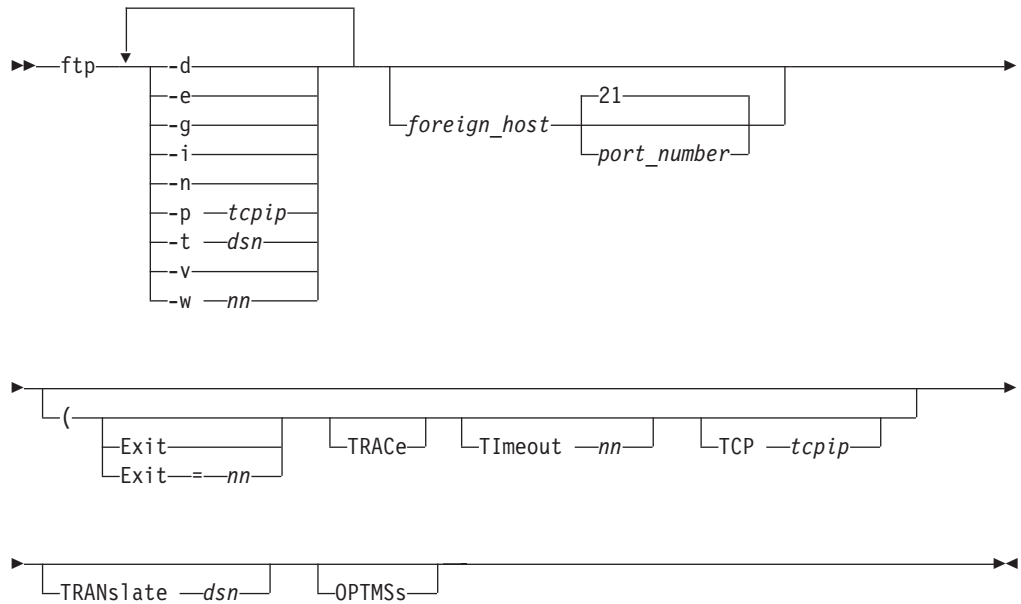 ftp -d
-e
-g
-i
-n
-p tcpip
-t dsn
-v
-w nn
foreign_host 21
port_number
( Exit
Exit = nn
TRACe
TImeout nn
TCP tcpip
TRANslate dsn
OPTMSs